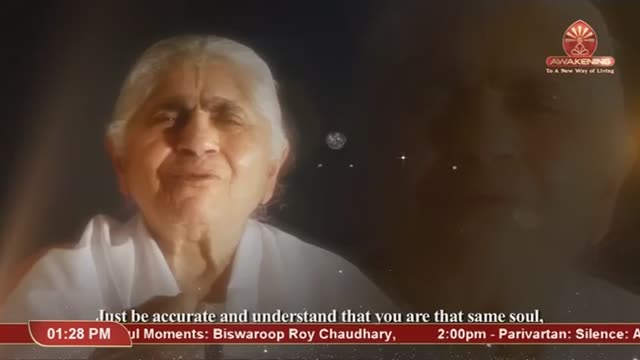 AWAKENING
To A New Way of Living
Just be accurate and understand that you are that same soul,
01:28 PM
ul Moments: Biswaroop Roy Chaudhary, 2:00pm - Parivartan: Silence: A